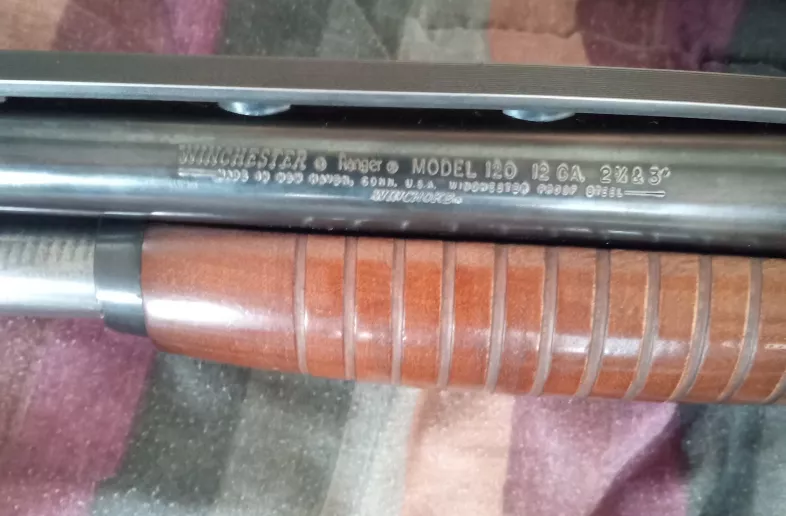 WINCHESTER ® Ranger ® MODEL 120 12 GA. 2¾ & 3"
MADE IN NEW HAVEN, CONN. U.S.A. WINCHESTER PROOF STEEL
WINCHOKE